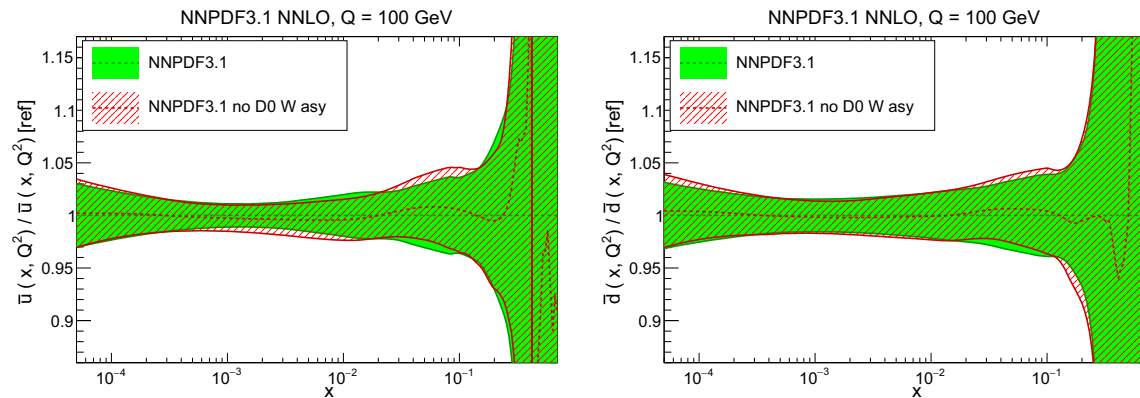 NNPDF3.1 NNLO, Q = 100 GeV
NNPDF3.1
NNPDF3.1 no D0 W asy
u̅ ( x, Q²) / u̅ ( x, Q²) [ref]
1.15
1.1
1.05
1
0.95
0.9
10⁻⁴
10⁻³
10⁻²
10⁻¹
x
NNPDF3.1 NNLO, Q = 100 GeV
NNPDF3.1
NNPDF3.1 no D0 W asy
d̅ ( x, Q²) / d̅ ( x, Q²) [ref]
1.15
1.1
1.05
1
0.95
0.9
10⁻⁴
10⁻³
10⁻²
10⁻¹
x